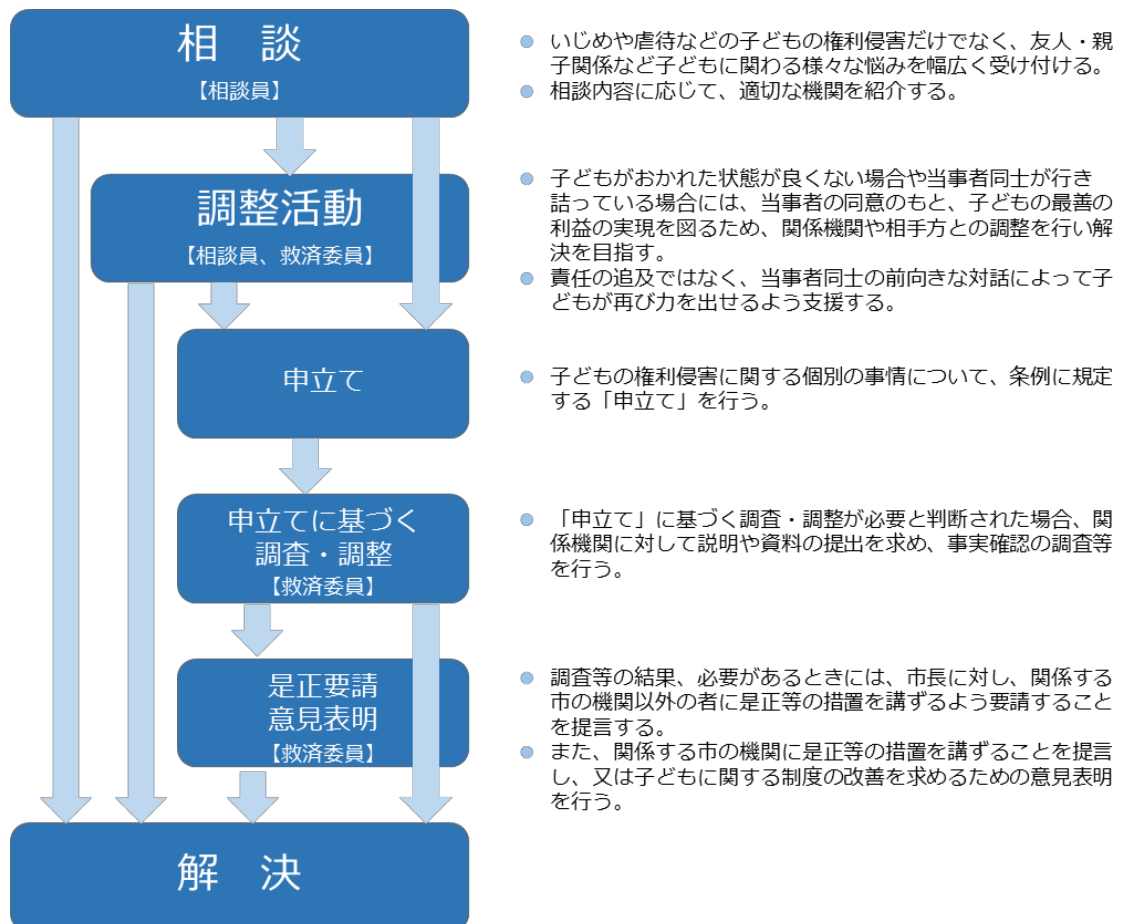 相　談
【相談員】
● いじめや虐待などの子どもの権利侵害だけでなく、友人・親
子関係など子どもに関わる様々な悩みを幅広く受け付ける。
● 相談内容に応じて、適切な機関を紹介する。
調整活動
【相談員、救済委員】
● 子どもがおかれた状態が良くない場合や当事者同士が行き
詰っている場合には、当事者の同意のもと、子どもの最善の
利益の実現を図るため、関係機関や相手方との調整を行い解
決を目指す。
● 責任の追及ではなく、当事者同士の前向きな対話によって子
どもが再び力を出せるよう支援する。
申立て
● 子どもの権利侵害に関する個別の事情について、条例に規定
する「申立て」を行う。
申立てに基づく
調査・調整
【救済委員】
● 「申立て」に基づく調査・調整が必要と判断された場合、関
係機関に対して説明や資料の提出を求め、事実確認の調査等
を行う。
是正要請
意見表明
【救済委員】
● 調査等の結果、必要があるときには、市長に対し、関係する
市の機関以外の者に是正等の措置を講ずるよう要請すること
を提言する。
● また、関係する市の機関に是正等の措置を講ずることを提言
し、又は子どもに関する制度の改善を求めるための意見表明
を行う。
解　決